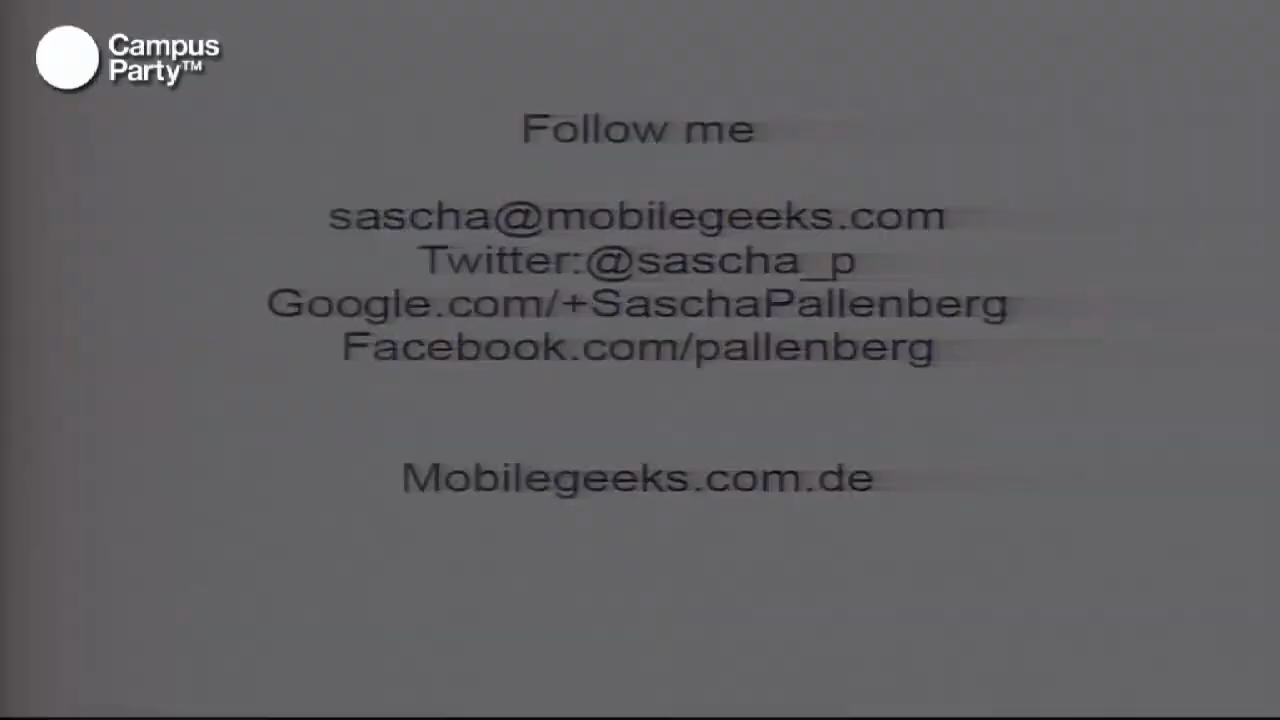 Campus
Party™
Follow me
sascha@mobilegeeks.com
Twitter:@sascha_p
Google.com/+SaschaPallenberg
Facebook.com/pallenberg
Mobilegeeks.com.de